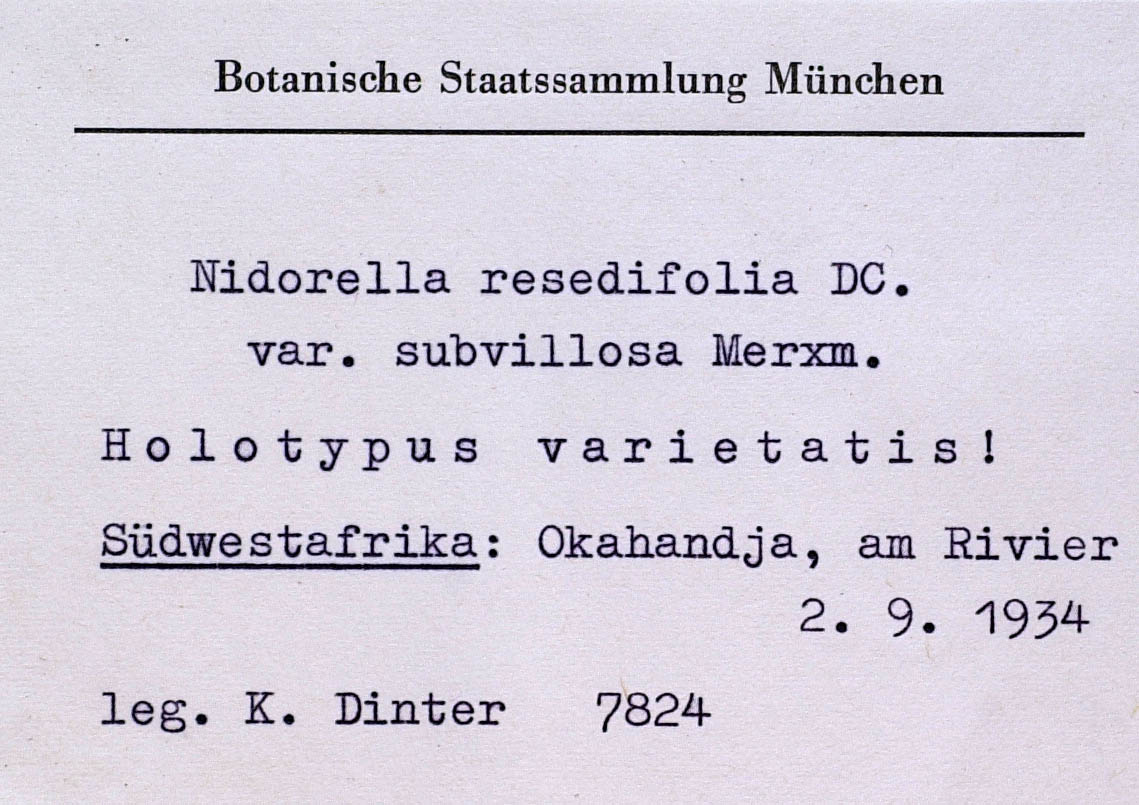 Botanische Staatssammlung München
Nidorella resedifolia DC.
var. subvillosa Merxm.
Holotypus varietatis!
Südwestafrika: Okahandja, am Rivier
2. 9. 1934
leg. K. Dinter 7824